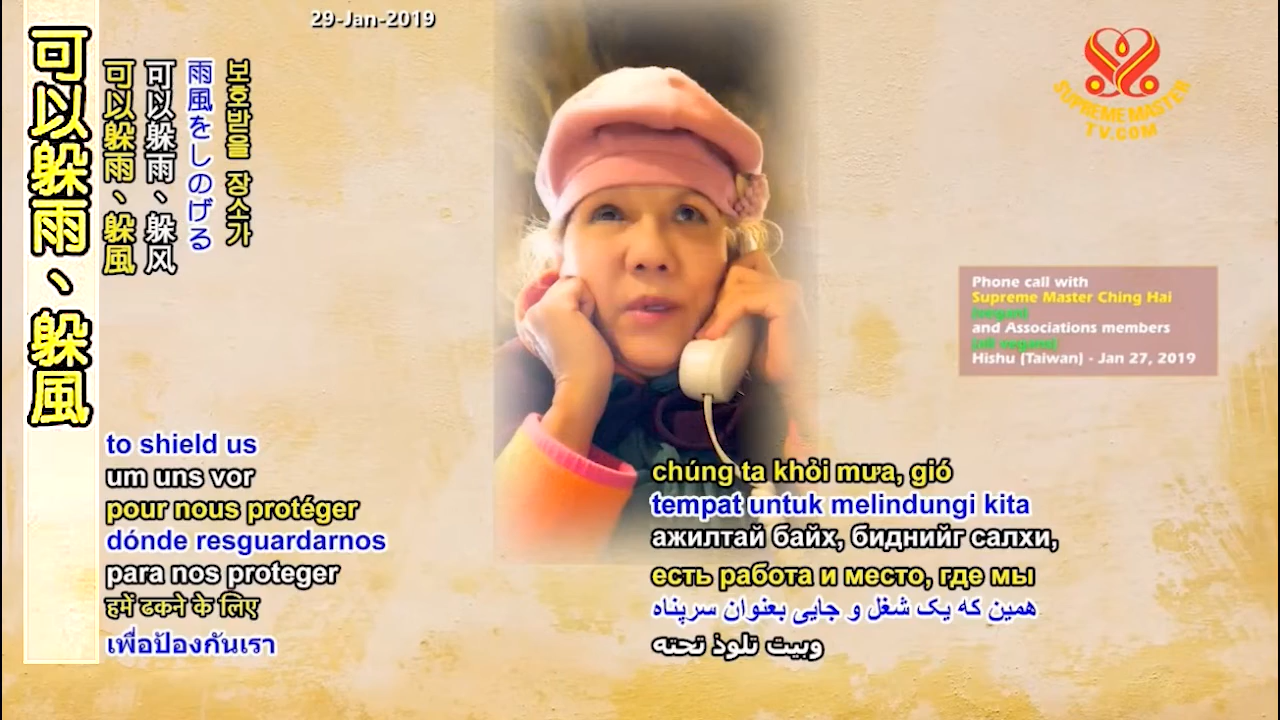 29-Jan-2019
可以躲雨、躲風
可以躲雨、躲風
可以躲雨、躲风
雨風をしのげる
보호받을 장소가
SUPREME MASTER
TV.COM
Phone call with
Supreme Master Ching Hai
(vegan)
and Associations members
(all vegans)
Hishu (Taiwan) - Jan 27, 2019
to shield us
um uns vor
pour nous protéger
dónde resguardarnos
para nos proteger
हमें ढकने के लिए
เพื่อป้องกันเรา
chúng ta khỏi mưa, gió
tempat untuk melindungi kita
ажилтай байх, биднийг салхи,
есть работа и место, где мы
همین که یک شغل و جایی بعنوان سرپناه
وبيت تلوذ تحته